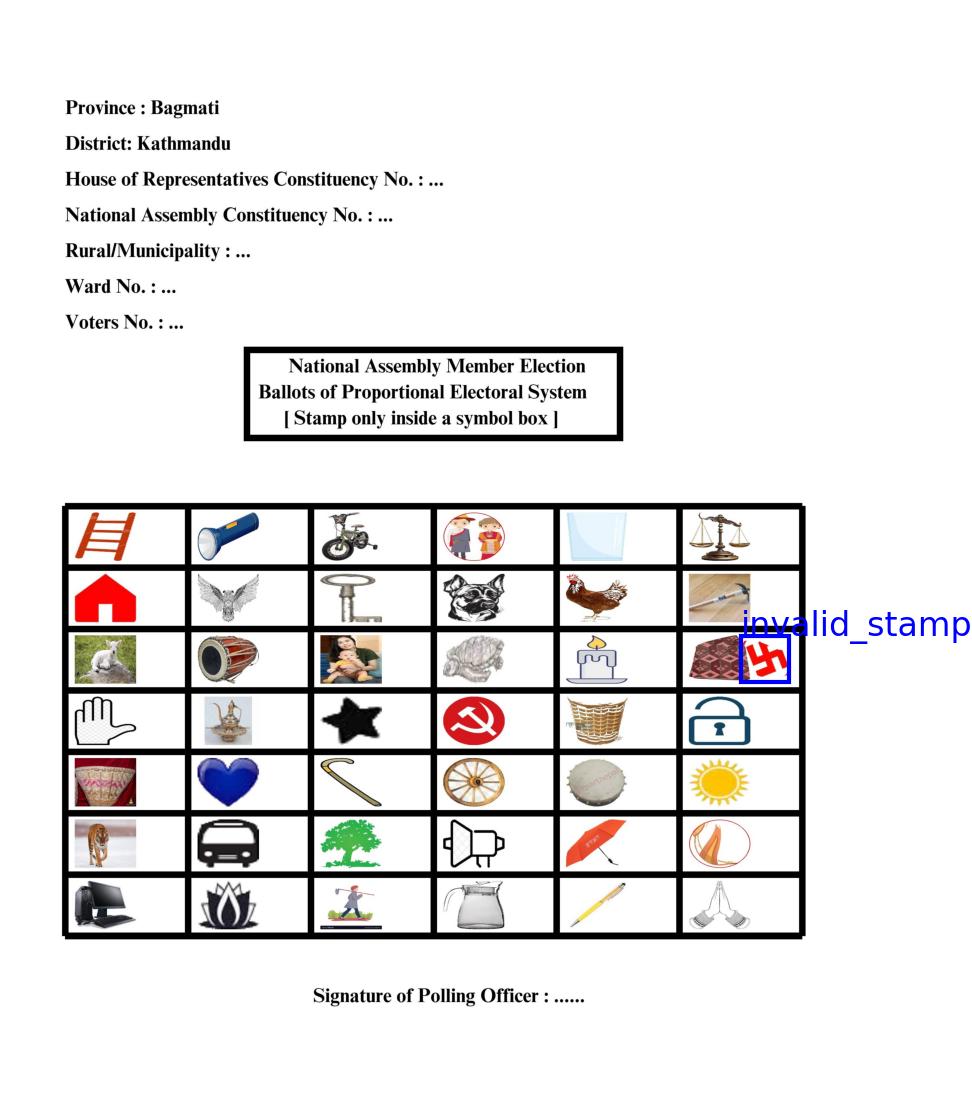 Province : Bagmati
District: Kathmandu
House of Representatives Constituency No. : ...
National Assembly Constituency No. : ...
Rural/Municipality : ...
Ward No. : ...
Voters No. : ...
National Assembly Member Election
Ballots of Proportional Electoral System
[ Stamp only inside a symbol box ]
invalid_stamp
Signature of Polling Officer : ......